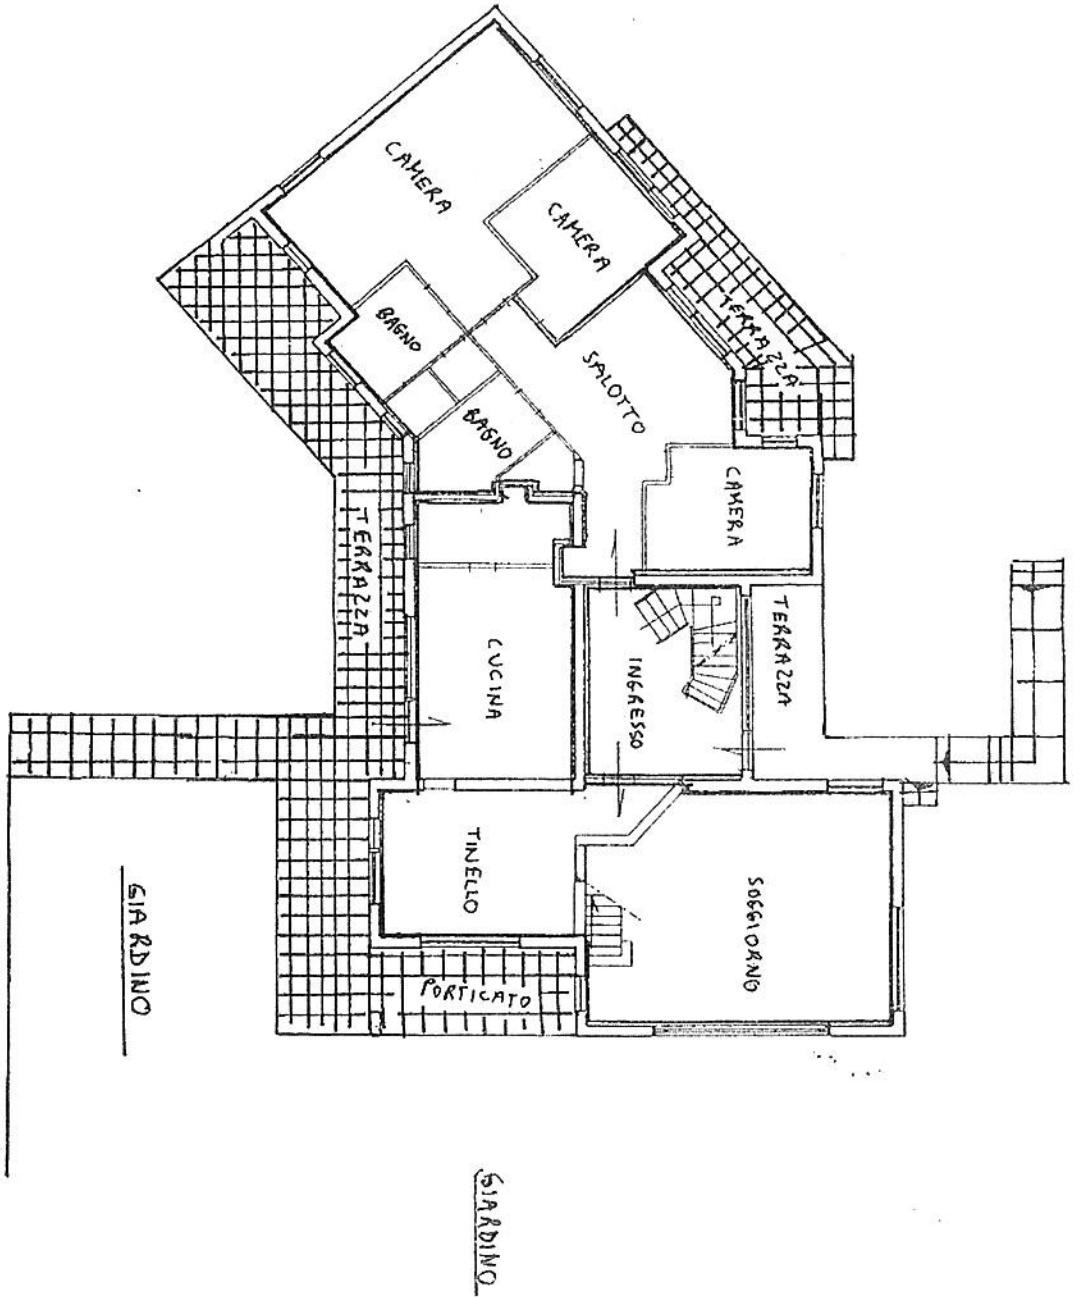 CAMERA
CAMERA
BAGNO
SALOTTO
TERRAZZA
BAGNO
CAMERA
TERRAZZA
CUCINA
INGRESSO
TERRAZZA
TINELLO
SOGGIORNO
PORTICATO
GIARDINO
GIARDINO